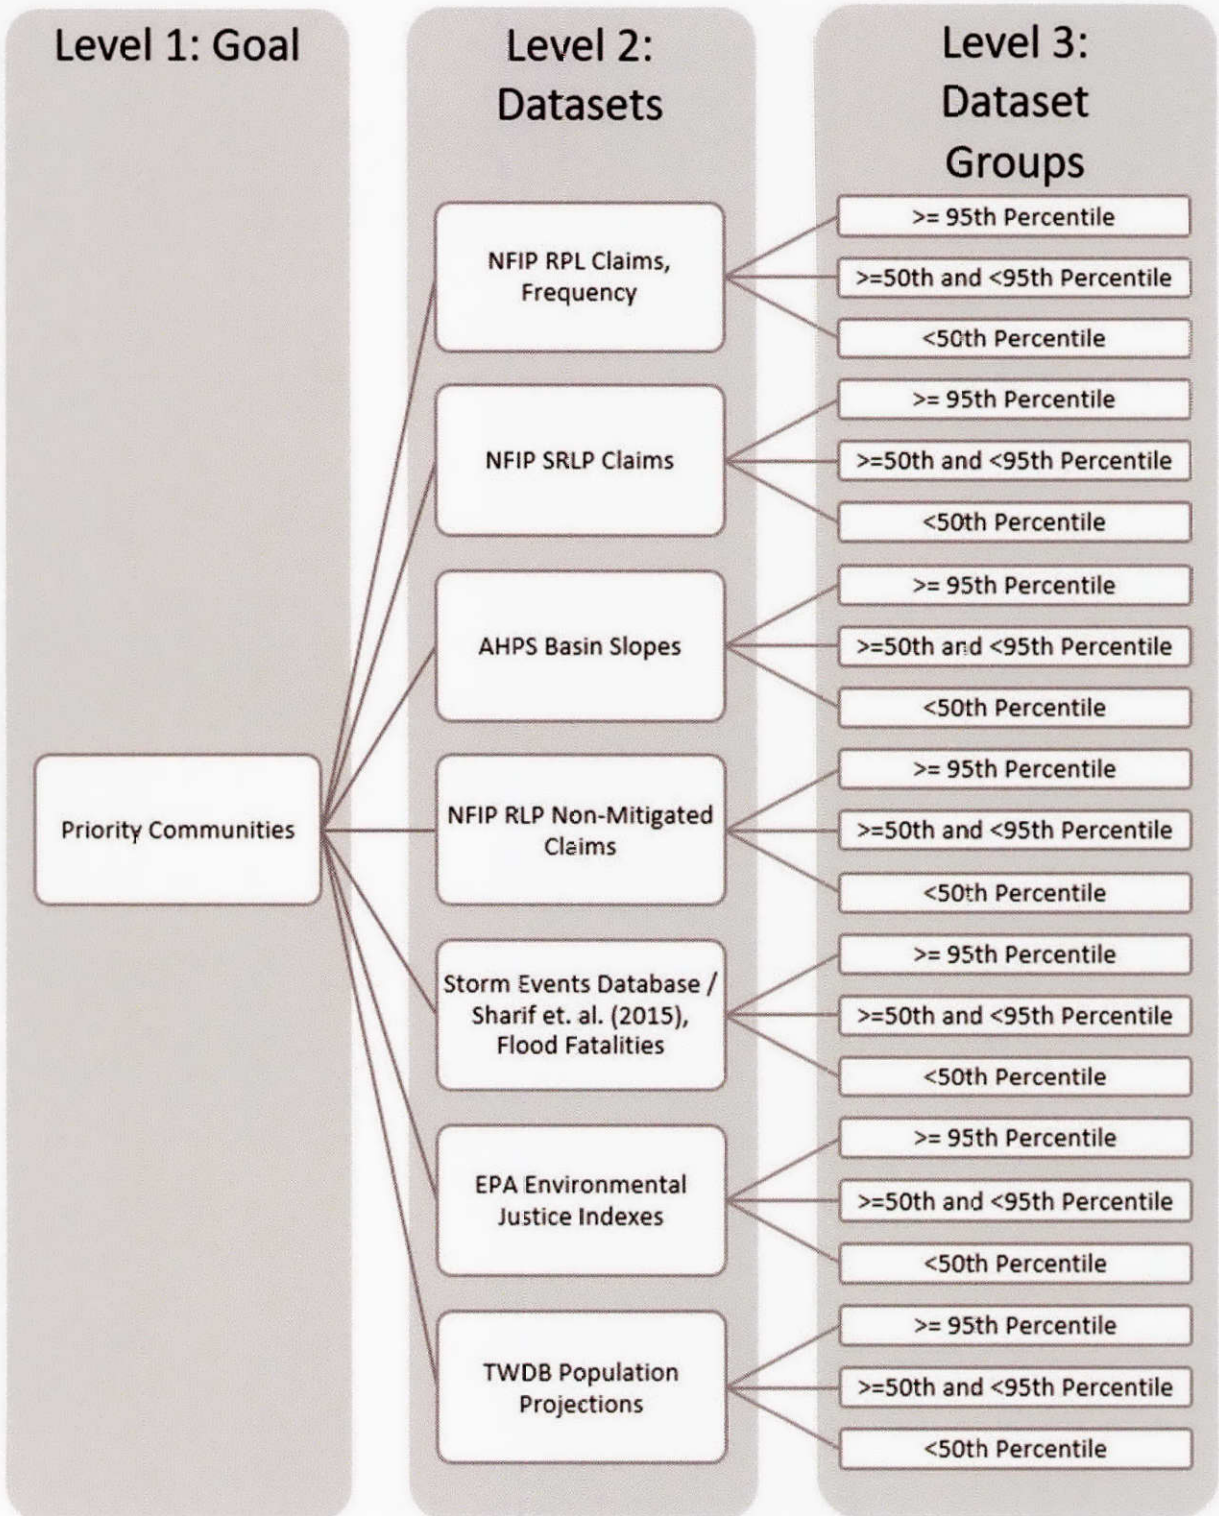 Level 1: Goal
Level 2:
Datasets
Level 3:
Dataset
Groups
Priority Communities
NFIP RPL Claims,
Frequency
>= 95th Percentile
>=50th and <95th Percentile
<50th Percentile
NFIP SRLP Claims
>= 95th Percentile
>=50th and <95th Percentile
<50th Percentile
AHPS Basin Slopes
>= 95th Percentile
>=50th and <95th Percentile
<50th Percentile
NFIP RLP Non-Mitigated
Claims
>= 95th Percentile
>=50th and <95th Percentile
<50th Percentile
Storm Events Database /
Sharif et. al. (2015),
Flood Fatalities
>= 95th Percentile
>=50th and <95th Percentile
<50th Percentile
EPA Environmental
Justice Indexes
>= 95th Percentile
>=50th and <95th Percentile
<50th Percentile
TWDB Population
Projections
>= 95th Percentile
>=50th and <95th Percentile
<50th Percentile